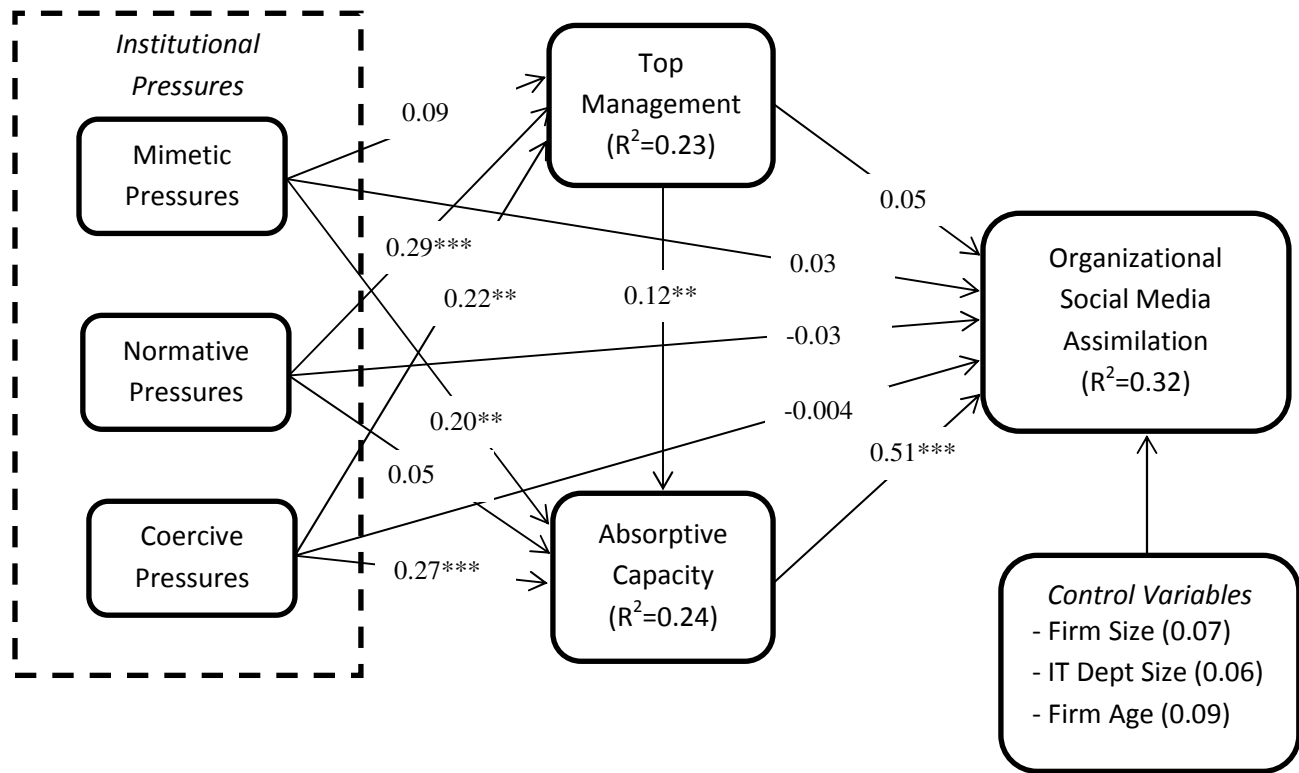 Institutional
Pressures
Mimetic
Pressures
Normative
Pressures
Coercive
Pressures
0.09
0.29***
0.22**
0.20**
0.05
0.27***
Top
Management
(R²=0.23)
0.12**
Absorptive
Capacity
(R²=0.24)
0.05
0.03
-0.03
-0.004
0.51***
Organizational
Social Media
Assimilation
(R²=0.32)
Control Variables
- Firm Size (0.07)
- IT Dept Size (0.06)
- Firm Age (0.09)